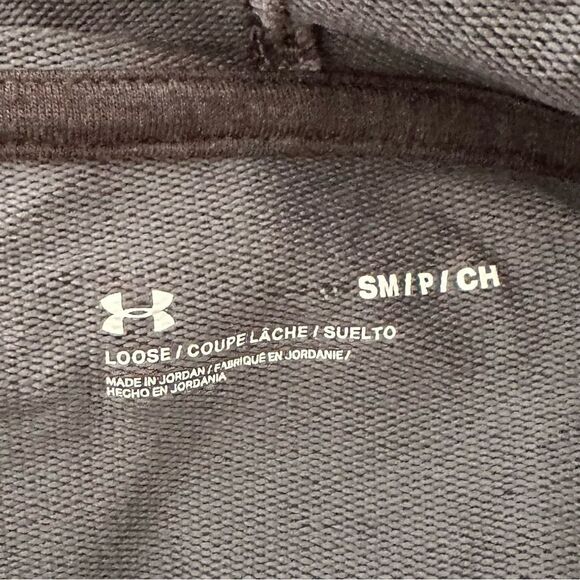 SM/P/CH
LOOSE / COUPE LÂCHE / SUELTO
MADE IN JORDAN / FABRIQUÉ EN JORDANIE /
HECHO EN JORDANIA